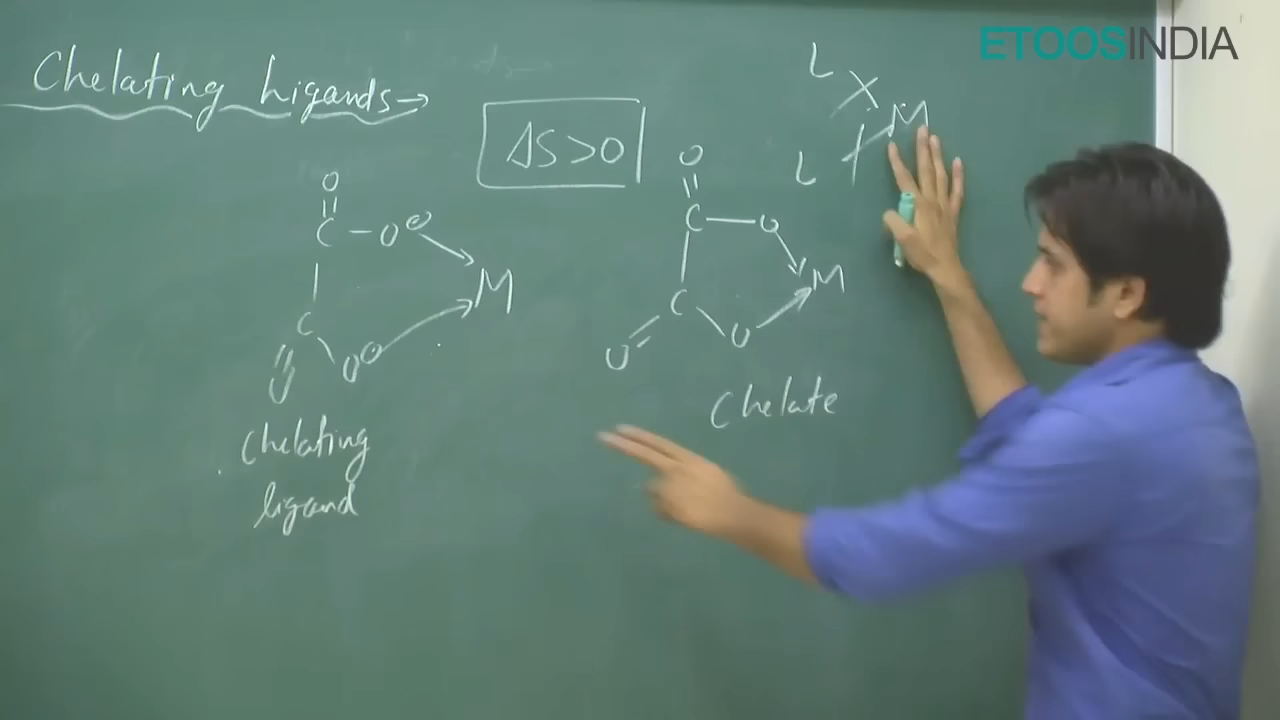 ETOOSINDIA
Chelating Ligands→
ΔS>0
L
M
L
O
C-O⊖
M
C
O
O⊖
Chelating
ligand
O
C-O
M
C
O
O
Chelate